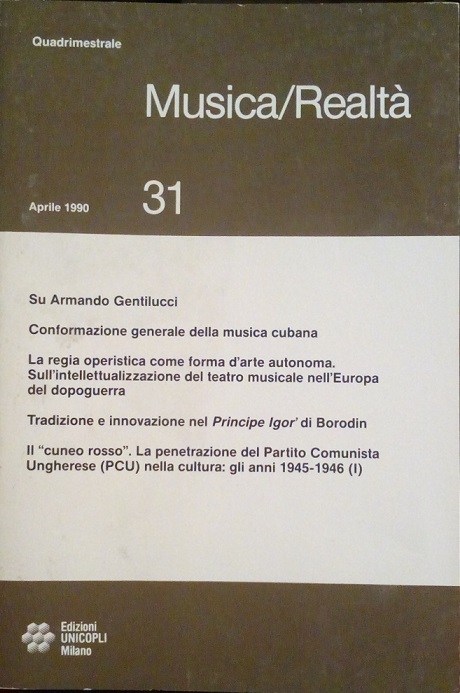 Quadrimestrale
Musica/Realtà
Aprile 1990
31
Su Armando Gentilucci
Conformazione generale della musica cubana
La regia operistica come forma d'arte autonoma.
Sull'intellettualizzazione del teatro musicale nell'Europa
del dopoguerra
Tradizione e innovazione nel Principe Igor' di Borodin
Il “cuneo rosso”. La penetrazione del Partito Comunista
Ungherese (PCU) nella cultura: gli anni 1945-1946 (I)
Edizioni
UNICOPLI
Milano